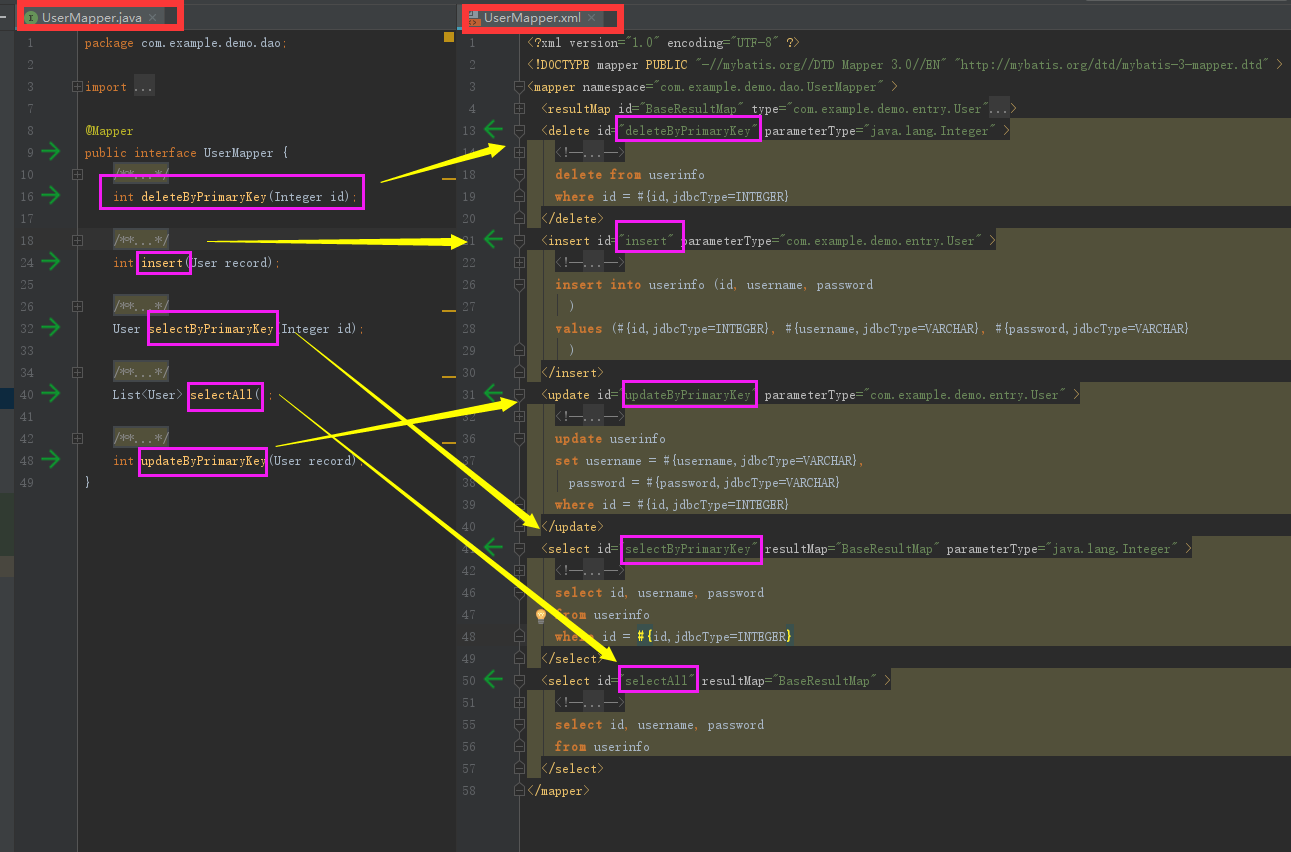 UserMapper.java
1 package com.example.demo.dao;
2
3 import ...
7
8 @Mapper
9 public interface UserMapper {
10 /**...*/
16 int deleteByPrimaryKey(Integer id);
17
18 /**...*/
24 int insert(User record);
25
26 /**...*/
32 User selectByPrimaryKey(Integer id);
33
34 /**...*/
40 List<User> selectAll( ;
41
42 /**...*/
48 int updateByPrimaryKey(User record);
49 }
UserMapper.xml
1 <?xml version="1.0" encoding="UTF-8" ?>
2 <!DOCTYPE mapper PUBLIC "-//mybatis.org//DTD Mapper 3.0//EN" "http://mybatis.org/dtd/mybatis-3-mapper.dtd" >
3 <mapper namespace="com.example.demo.dao.UserMapper" >
4 <resultMap id="BaseResultMap" type="com.example.demo.entry.User"...>
13 <delete id="deleteByPrimaryKey" parameterType="java.lang.Integer" >
14 <!--...-->
18 delete from userinfo
19 where id = #{id,jdbcType=INTEGER}
20 </delete>
21 <insert id="insert" parameterType="com.example.demo.entry.User" >
22 <!--...-->
26 insert into userinfo (id, username, password
27 )
28 values (#{id,jdbcType=INTEGER}, #{username,jdbcType=VARCHAR}, #{password,jdbcType=VARCHAR}
29 )
30 </insert>
31 <update id="updateByPrimaryKey" parameterType="com.example.demo.entry.User" >
<!--...-->
36 update userinfo
37 set username = #{username,jdbcType=VARCHAR},
38 password = #{password,jdbcType=VARCHAR}
39 where id = #{id,jdbcType=INTEGER}
40 </update>
41 <select id="selectByPrimaryKey" resultMap="BaseResultMap" parameterType="java.lang.Integer" >
42 <!--...-->
46 select id, username, password
47 from userinfo
48 where id = #{id,jdbcType=INTEGER}
49 </select>
50 <select id="selectAll" resultMap="BaseResultMap" >
51 <!--...-->
55 select id, username, password
56 from userinfo
57 </select>
58 </mapper>